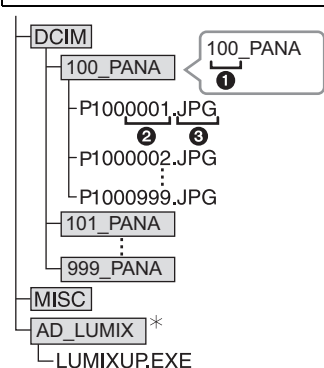 DCIM
100_PANA
100_PANA
❶
P1000001.JPG
❷ ❸
P1000002.JPG
P1000999.JPG
101_PANA
999_PANA
MISC
AD_LUMIX*
LUMIXUP.EXE